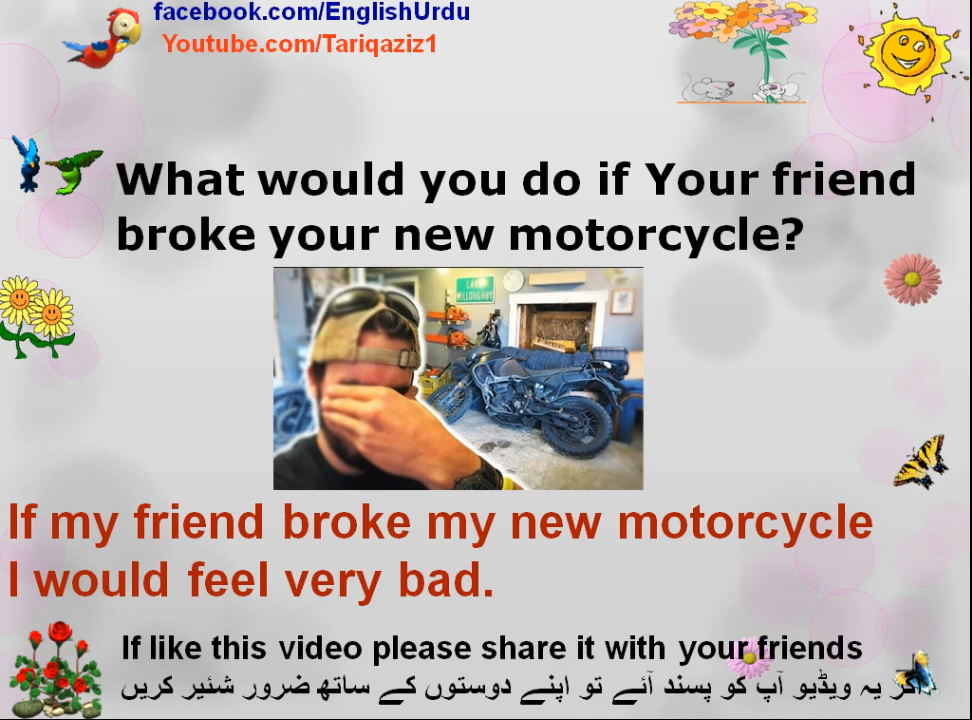 facebook.com/EnglishUrdu
Youtube.com/Tariqaziz1
What would you do if Your friend
broke your new motorcycle?
LAKE
WILLOUGHBY
If my friend broke my new motorcycle
I would feel very bad.
If like this video please share it with your friends
اگر یہ ویڈیو آپ کو پسند آئے تو اپنے دوستوں کے ساتھ ضرور شئیر کریں